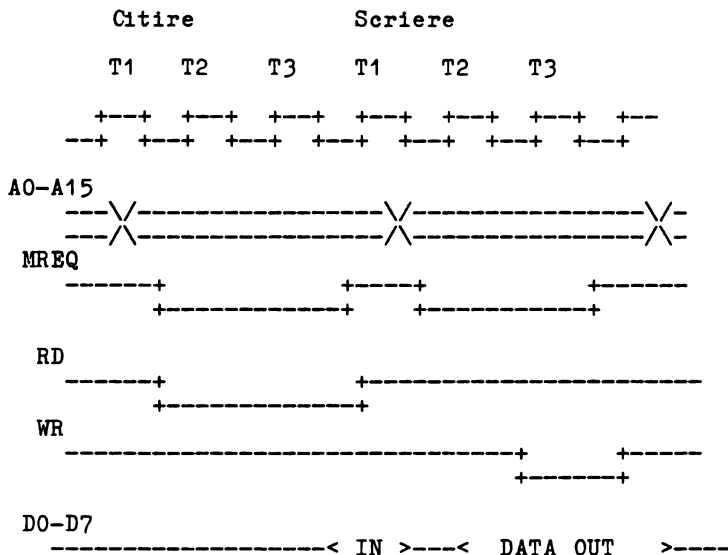 Citire Scriere
T1 T2 T3 T1 T2 T3
A0-A15
MREQ
RD
WR
D0-D7
< IN > < DATA OUT >